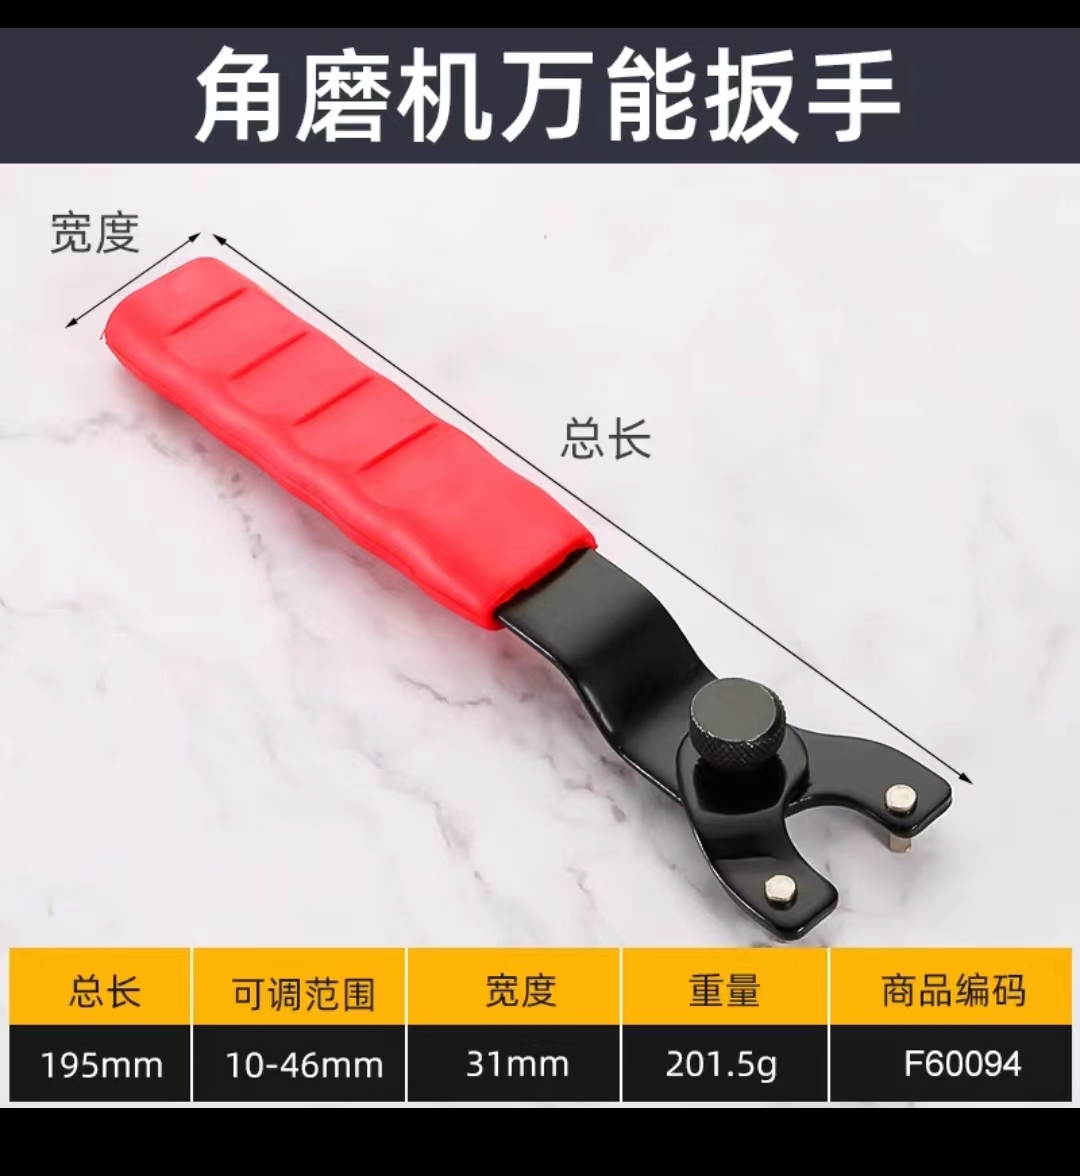 角磨机万能扳手
宽度
总长
总长 可调范围 宽度 重量 商品编码
195mm 10-46mm 31mm 201.5g F60094